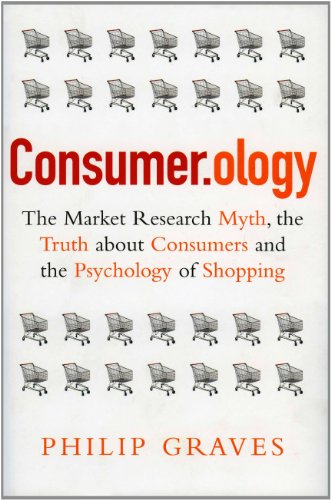 Consumer.ology
The Market Research Myth, the
Truth about Consumers and
the Psychology of Shopping
PHILIP GRAVES